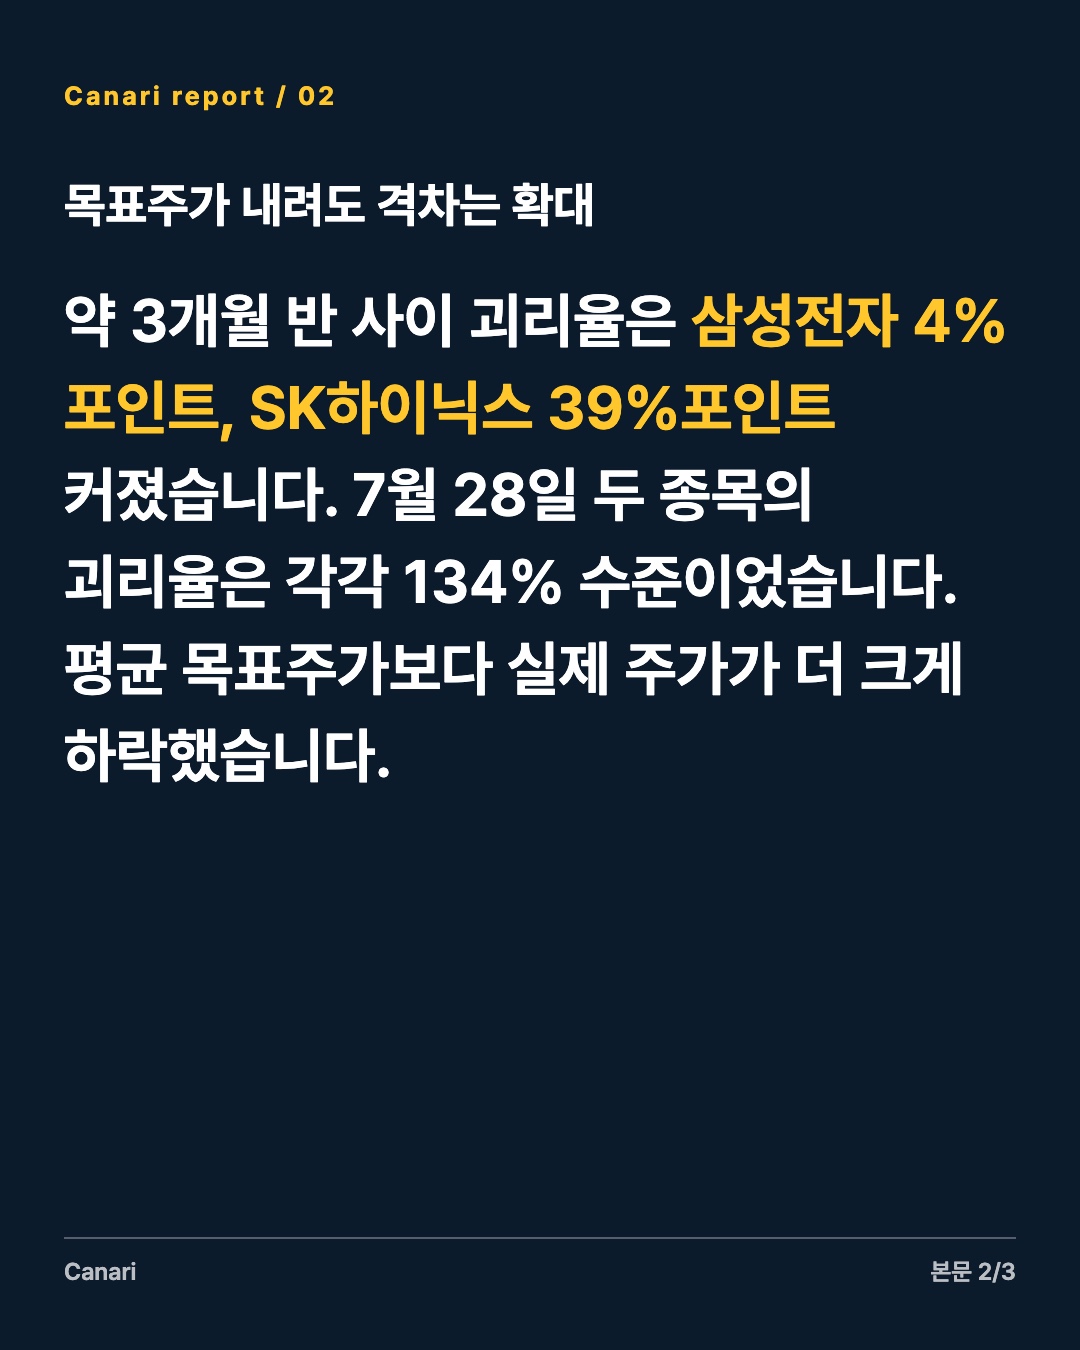 Canari report / 02
목표주가 내려도 격차는 확대
약 3개월 반 사이 괴리율은 삼성전자 4%
포인트, SK하이닉스 39%포인트
커졌습니다. 7월 28일 두 종목의
괴리율은 각각 134% 수준이었습니다.
평균 목표주가보다 실제 주가가 더 크게
하락했습니다.
Canari
본문 2/3